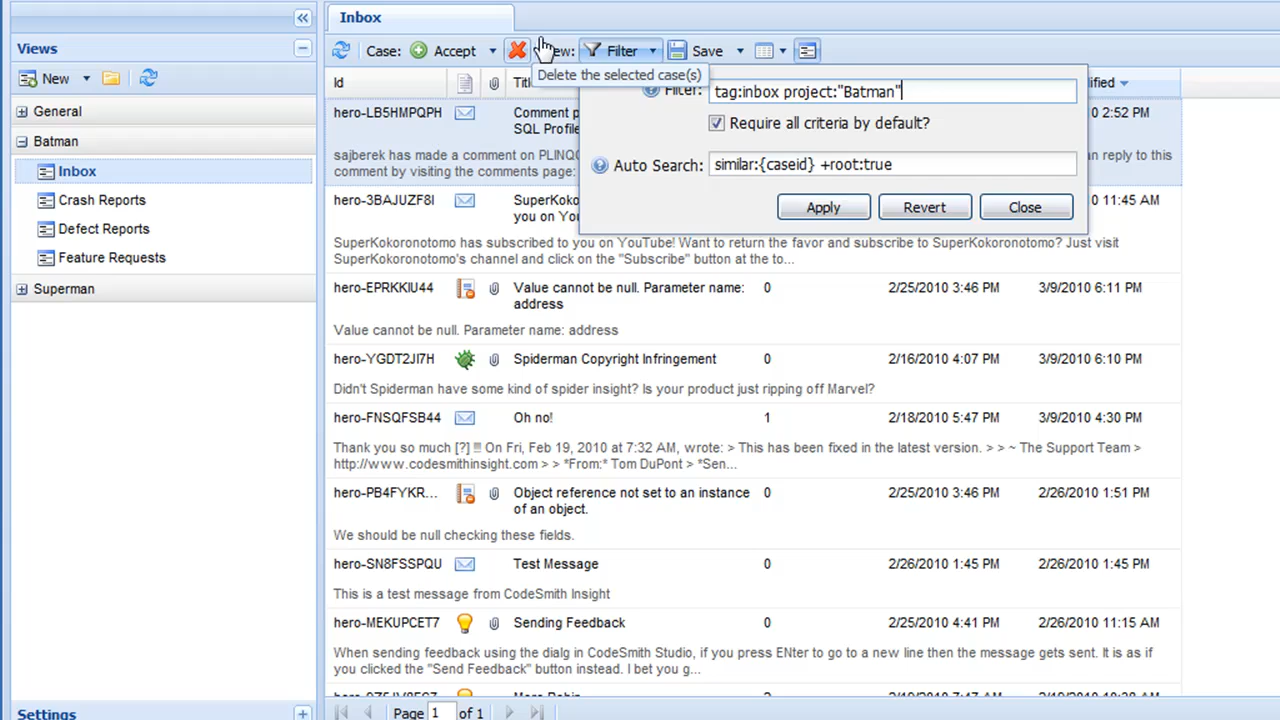 Inbox
Views
Case: Accept
Filter Save
Delete the selected case(s)
New
General
Batman
Inbox
Crash Reports
Defect Reports
Feature Requests
Superman
Settings
Id
Filter: tag:inbox project:"Batman"
Require all criteria by default?
Auto Search: similar:{caseid} +root:true
Apply Revert Close
hero-LB5HMPQPH Comment
SQL Profile
2:52 PM
sajberek has made a comment on PLINQ
comment by visiting the comments page:
reply to this
hero-3BAJUZF8I SuperKo
you on You
11:45 AM
SuperKokoronotomo has subscribed to you on YouTube! Want to return the favor and subscribe to SuperKokoronotomo? Just visit
SuperKokoronotomo's channel and click on the "Subscribe" button at the to...
hero-EPRKKIU44 Value cannot be null. Parameter name: 0 2/25/2010 3:46 PM 3/9/2010 6:11 PM
address
Value cannot be null. Parameter name: address
hero-YGDT2JI7H Spiderman Copyright Infringement 0 2/16/2010 4:07 PM 3/9/2010 6:10 PM
Didn't Spiderman have some kind of spider insight? Is your product just ripping off Marvel?
hero-FNSQFSB44 Oh no! 1 2/18/2010 5:47 PM 3/9/2010 4:30 PM
Thank you so much [?] !!! On Fri, Feb 19, 2010 at 7:32 AM, wrote: > This has been fixed in the latest version. > > ~ The Support Team >
http://www.codesmithinsight.com > > *From:* Tom DuPont > *Sen...
hero-PB4FYKR... Object reference not set to an instance 0 2/25/2010 3:46 PM 2/26/2010 1:51 PM
of an object.
We should be null checking these fields.
hero-SN8FSSPQU Test Message 0 2/26/2010 1:45 PM 2/26/2010 1:45 PM
This is a test message from CodeSmith Insight
hero-MEKUPCET7 Sending Feedback 0 2/25/2010 4:41 PM 2/26/2010 11:15 AM
When sending feedback using the dialg in CodeSmith Studio, if you press ENter to go to a new line then the message gets sent. It is as if
you clicked the "Send Feedback" button instead. I bet you g...
Page 1 of 1